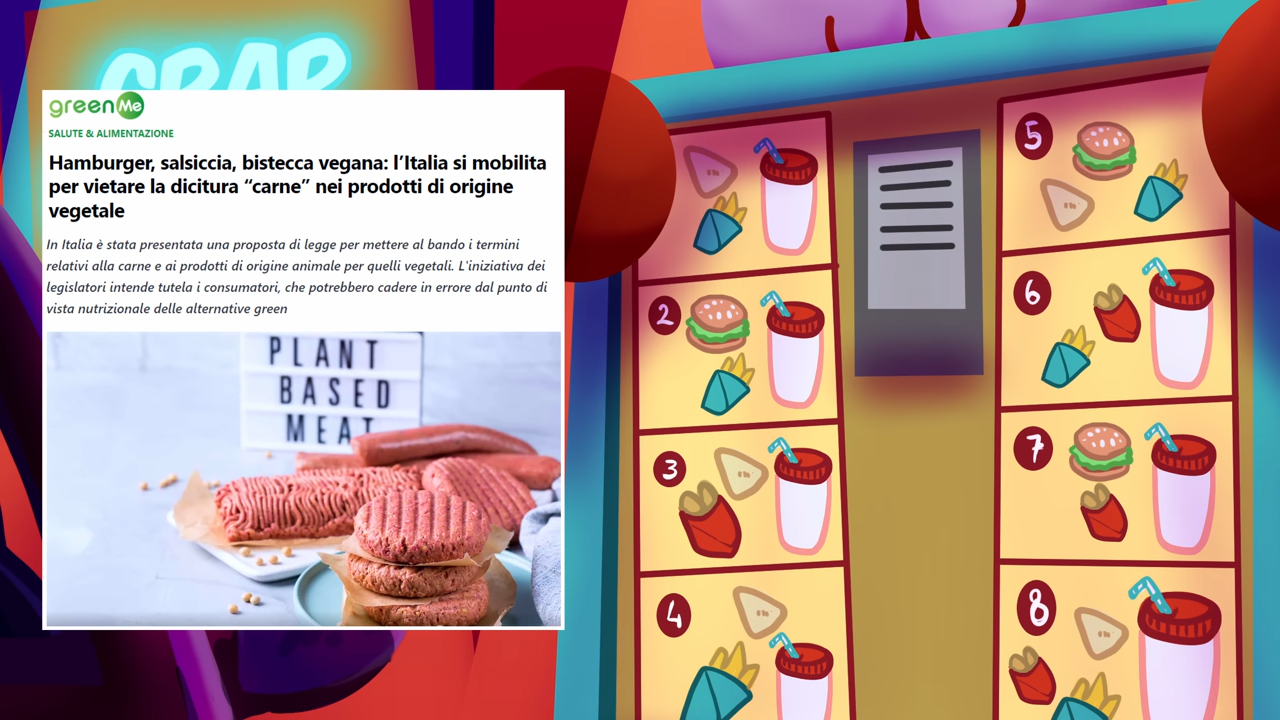 CRAB
greenMe
SALUTE & ALIMENTAZIONE
Hamburger, salsiccia, bistecca vegana: l’Italia si mobilita
per vietare la dicitura “carne” nei prodotti di origine
vegetale
In Italia è stata presentata una proposta di legge per mettere al bando i termini
relativi alla carne e ai prodotti di origine animale per quelli vegetali. L'iniziativa dei
legislatori intende tutela i consumatori, che potrebbero cadere in errore dal punto di
vista nutrizionale delle alternative green
PLANT
BASED
MEAT
2
3
4
5
6
7
8